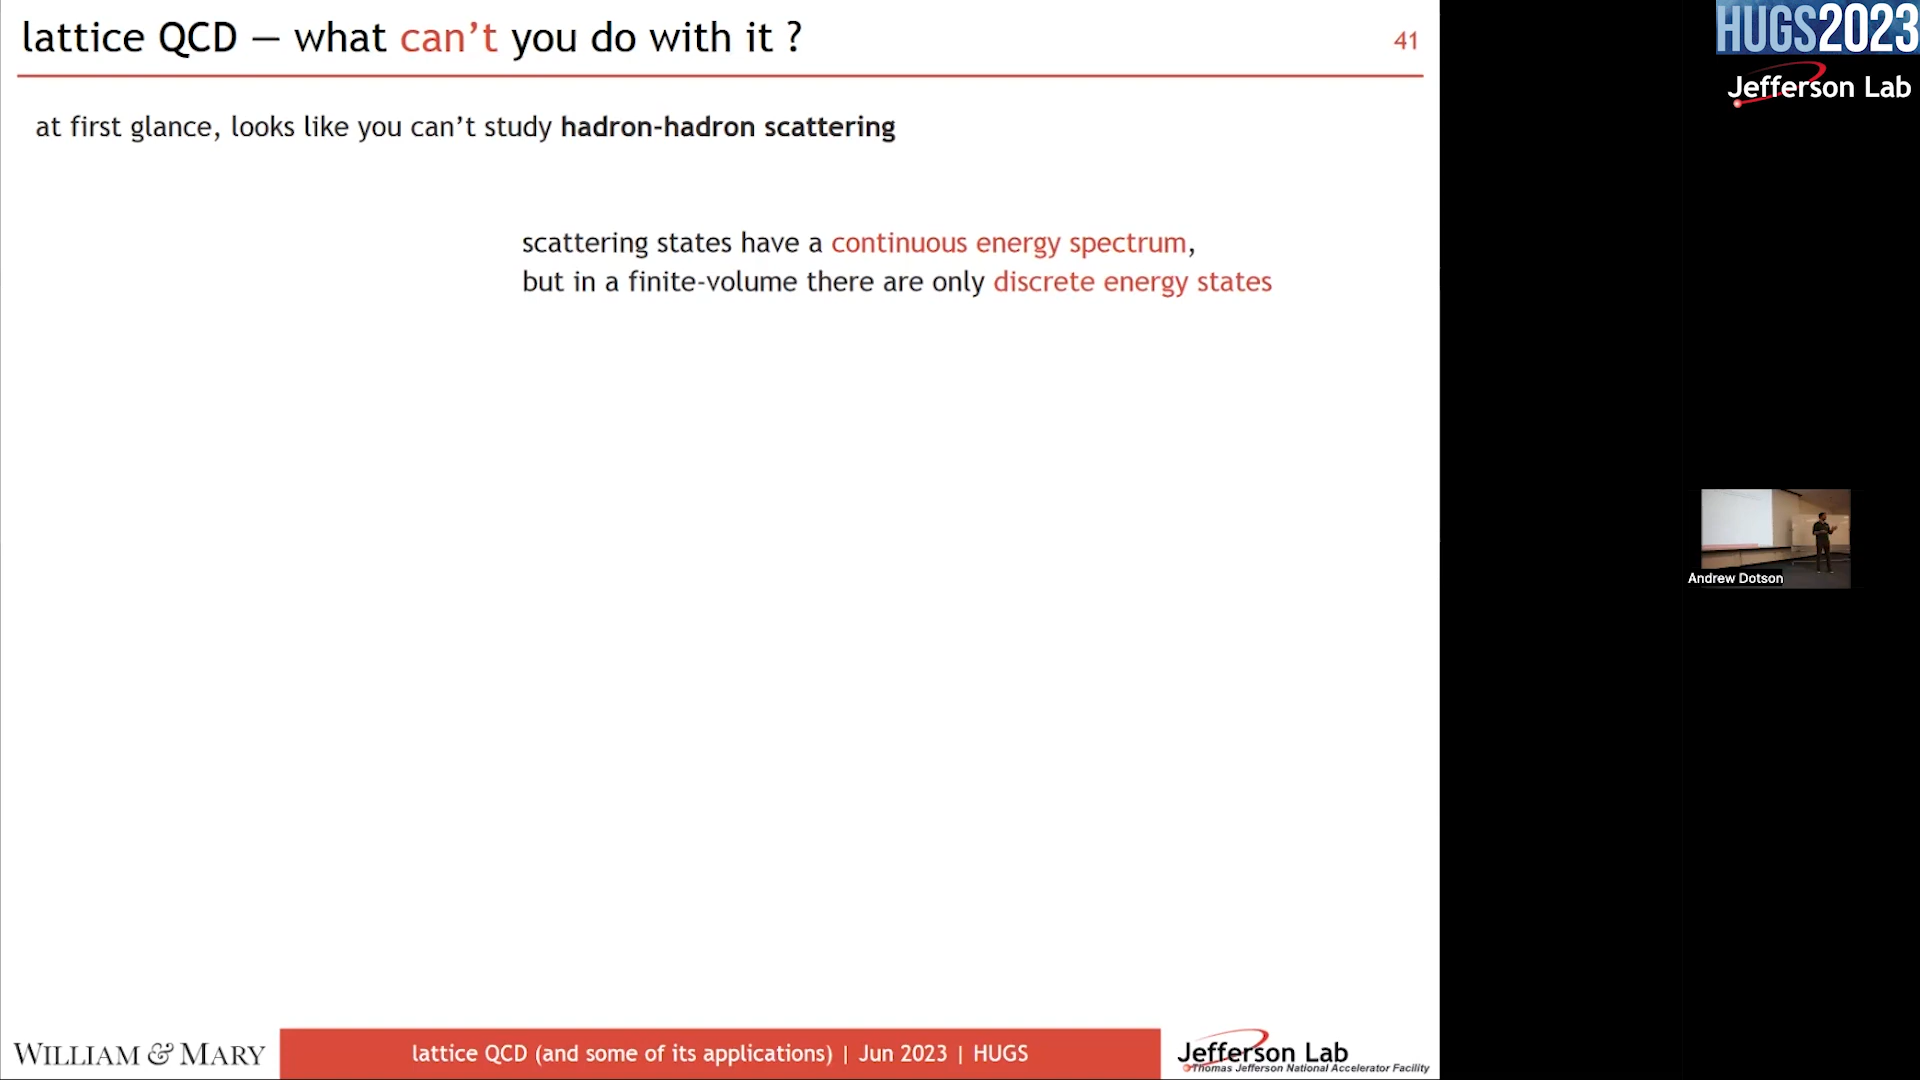 lattice QCD – what can't you do with it ?
41
HUGS2023
Jefferson Lab
at first glance, looks like you can't study hadron-hadron scattering
scattering states have a continuous energy spectrum,
but in a finite-volume there are only discrete energy states
Andrew Dotson
WILLIAM & MARY
lattice QCD (and some of its applications) | Jun 2023 | HUGS
Jefferson Lab
Thomas Jefferson National Accelerator Facility